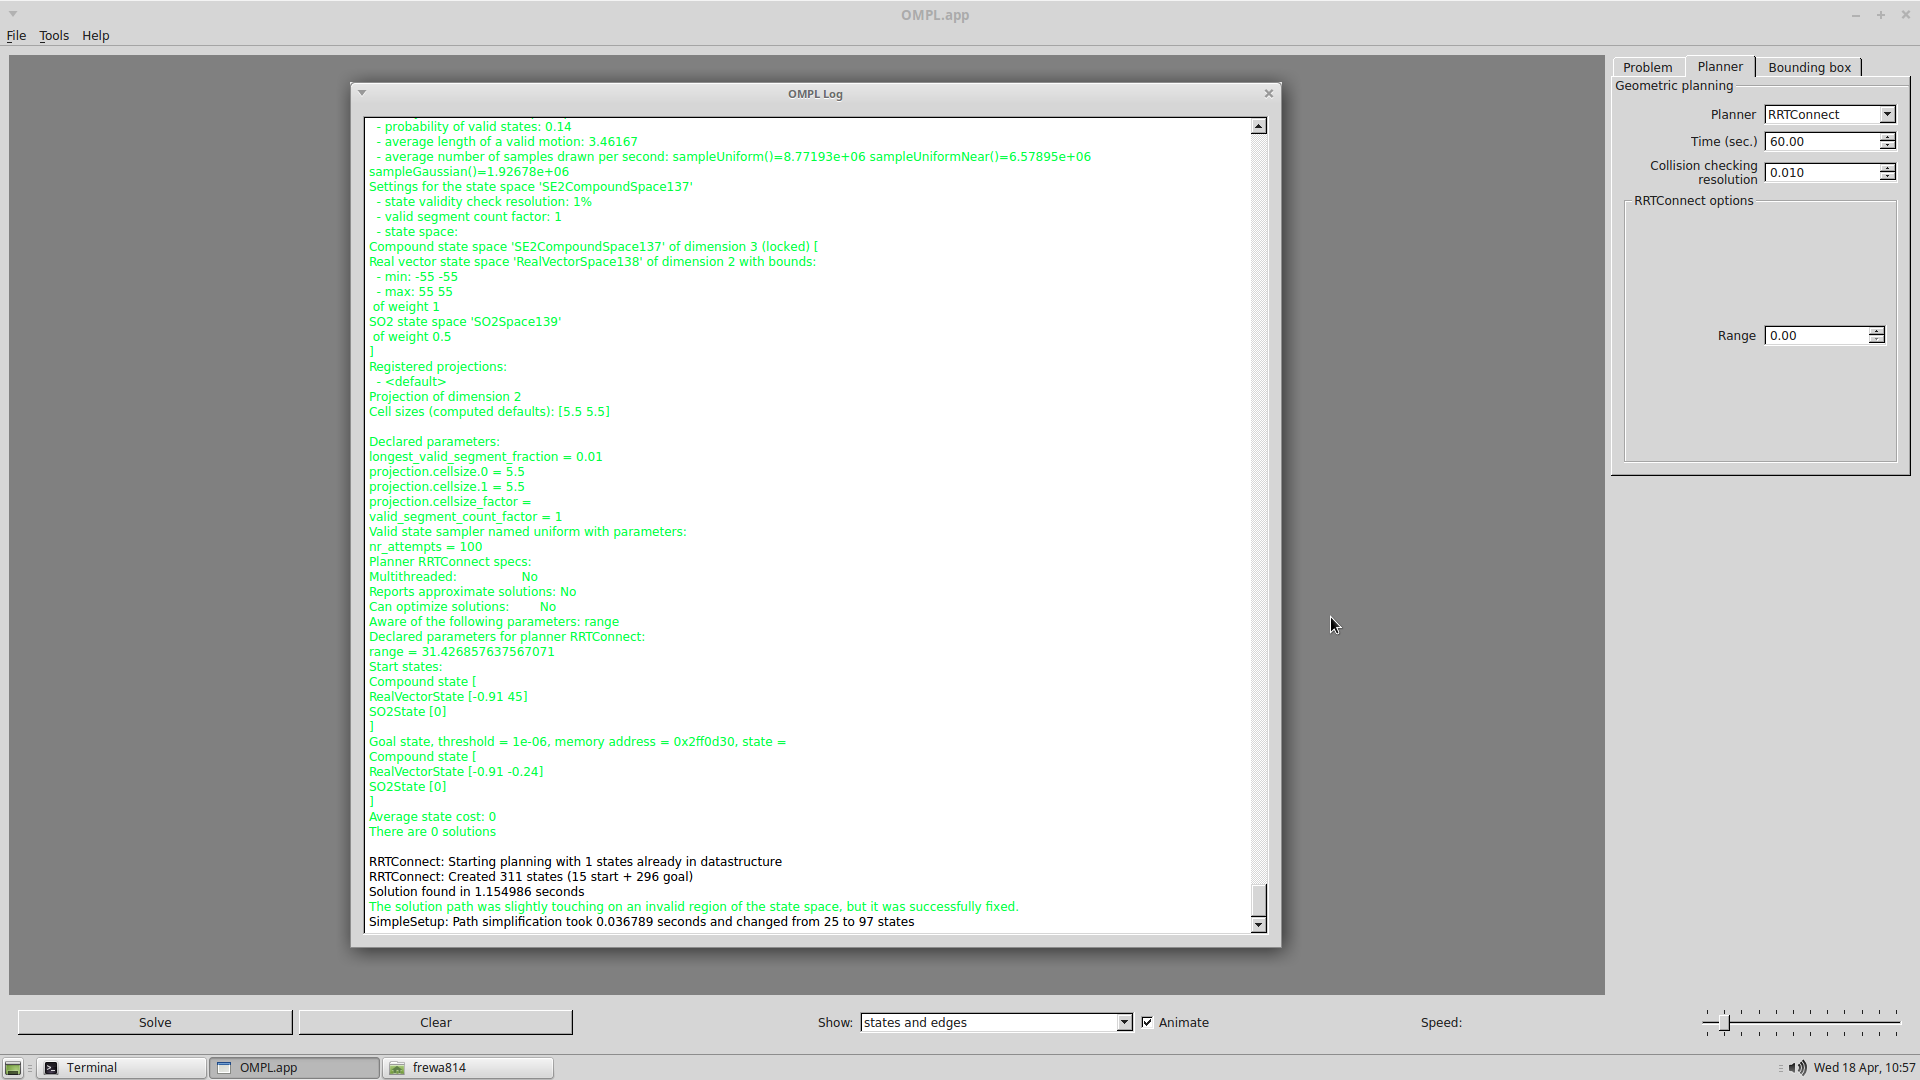 OMPL.app
File Tools Help
OMPL Log
- probability of valid states: 0.14
- average length of a valid motion: 3.46167
- average number of samples drawn per second: sampleUniform()=8.77193e+06 sampleUniformNear()=6.57895e+06
sampleGaussian()=1.92678e+06
Settings for the state space 'SE2CompoundSpace137'
- state validity check resolution: 1%
- valid segment count factor: 1
- state space:
Compound state space 'SE2CompoundSpace137' of dimension 3 (locked) [
Real vector state space 'RealVectorSpace138' of dimension 2 with bounds:
- min: -55 -55
- max: 55 55
of weight 1
SO2 state space 'SO2Space139'
of weight 0.5
]
Registered projections:
- <default>
Projection of dimension 2
Cell sizes (computed defaults): [5.5 5.5]
Declared parameters:
longest_valid_segment_fraction = 0.01
projection.cellsize.0 = 5.5
projection.cellsize.1 = 5.5
projection.cellsize_factor =
valid_segment_count_factor = 1
Valid state sampler named uniform with parameters:
nr_attempts = 100
Planner RRTConnect specs:
Multithreaded: No
Reports approximate solutions: No
Can optimize solutions: No
Aware of the following parameters: range
Declared parameters for planner RRTConnect:
range = 31.426857637567071
Start states:
Compound state [
RealVectorState [-0.91 45]
SO2State [0]
]
Goal state, threshold = 1e-06, memory address = 0x2ff0d30, state =
Compound state [
RealVectorState [-0.91 -0.24]
SO2State [0]
]
Average state cost: 0
There are 0 solutions
RRTConnect: Starting planning with 1 states already in datastructure
RRTConnect: Created 311 states (15 start + 296 goal)
Solution found in 1.154986 seconds
The solution path was slightly touching on an invalid region of the state space, but it was successfully fixed.
SimpleSetup: Path simplification took 0.036789 seconds and changed from 25 to 97 states
Problem Planner Bounding box
Geometric planning
Planner RRTConnect
Time (sec.) 60.00
Collision checking
resolution 0.010
RRTConnect options
Range 0.00
Solve Clear Show: states and edges Animate Speed:
Terminal OMPL.app frewa814 Wed 18 Apr, 10:57